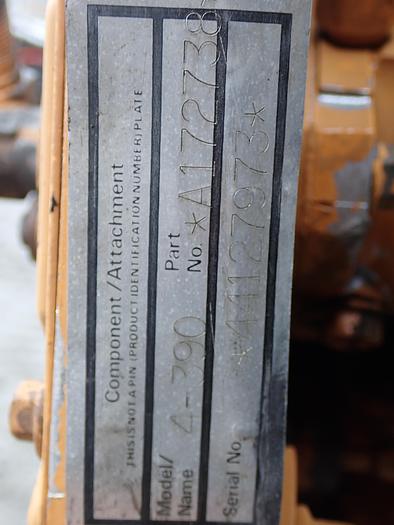 Component/Attachment
THIS IS NOT A PIN (PRODUCT IDENTIFICATION NUMBER) PLATE
Model/ Name 4-390 Part No. *A172738
Serial No. *44127973*